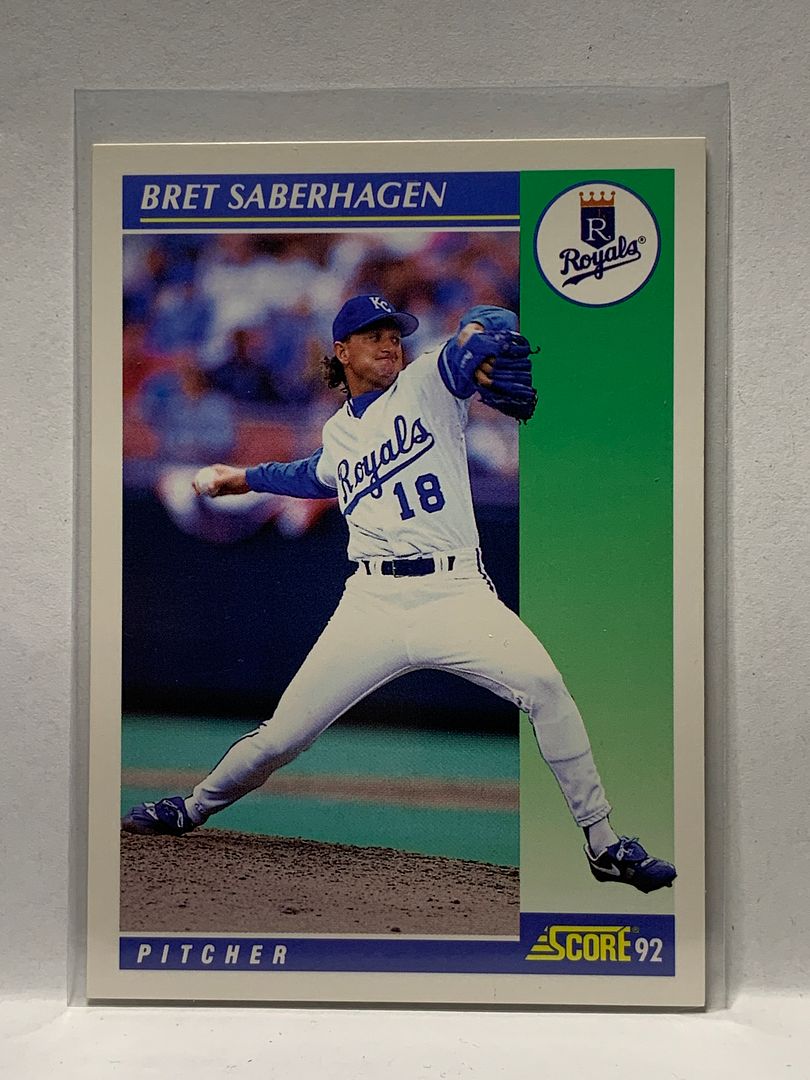 BRET SABERHAGEN
R
Royals®
KC
Royals
18
PITCHER
SCORE® 92